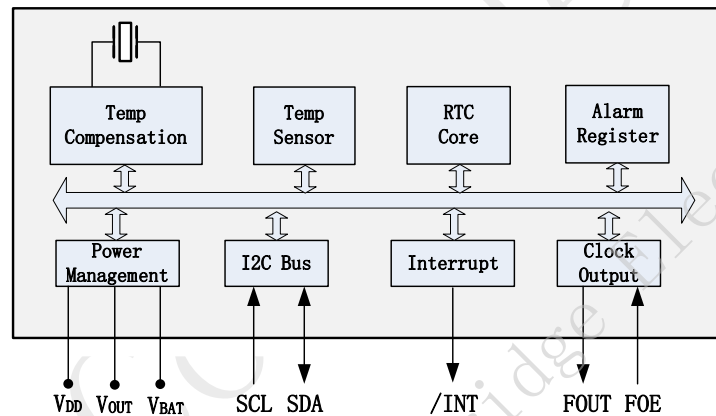 Temp
Compensation
Temp
Sensor
RTC
Core
Alarm
Register
Power
Management
I2C Bus
Interrupt
Clock
Output
VDD VOUT VBAT SCL SDA /INT FOUT FOE